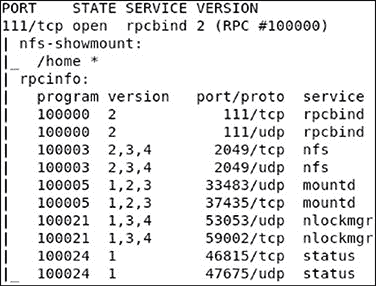 PORT    STATE SERVICE VERSION
111/tcp open  rpcbind 2 (RPC #100000)
| nfs-showmount:
|_  /home *
| rpcinfo:
|   program version   port/proto  service
|   100000  2            111/tcp  rpcbind
|   100000  2            111/udp  rpcbind
|   100003  2,3,4       2049/tcp  nfs
|   100003  2,3,4       2049/udp  nfs
|   100005  1,2,3      33483/udp  mountd
|   100005  1,2,3      37435/tcp  mountd
|   100021  1,3,4      53053/udp  nlockmgr
|   100021  1,3,4      59002/tcp  nlockmgr
|   100024  1          46815/tcp  status
|_  100024  1          47675/udp  status